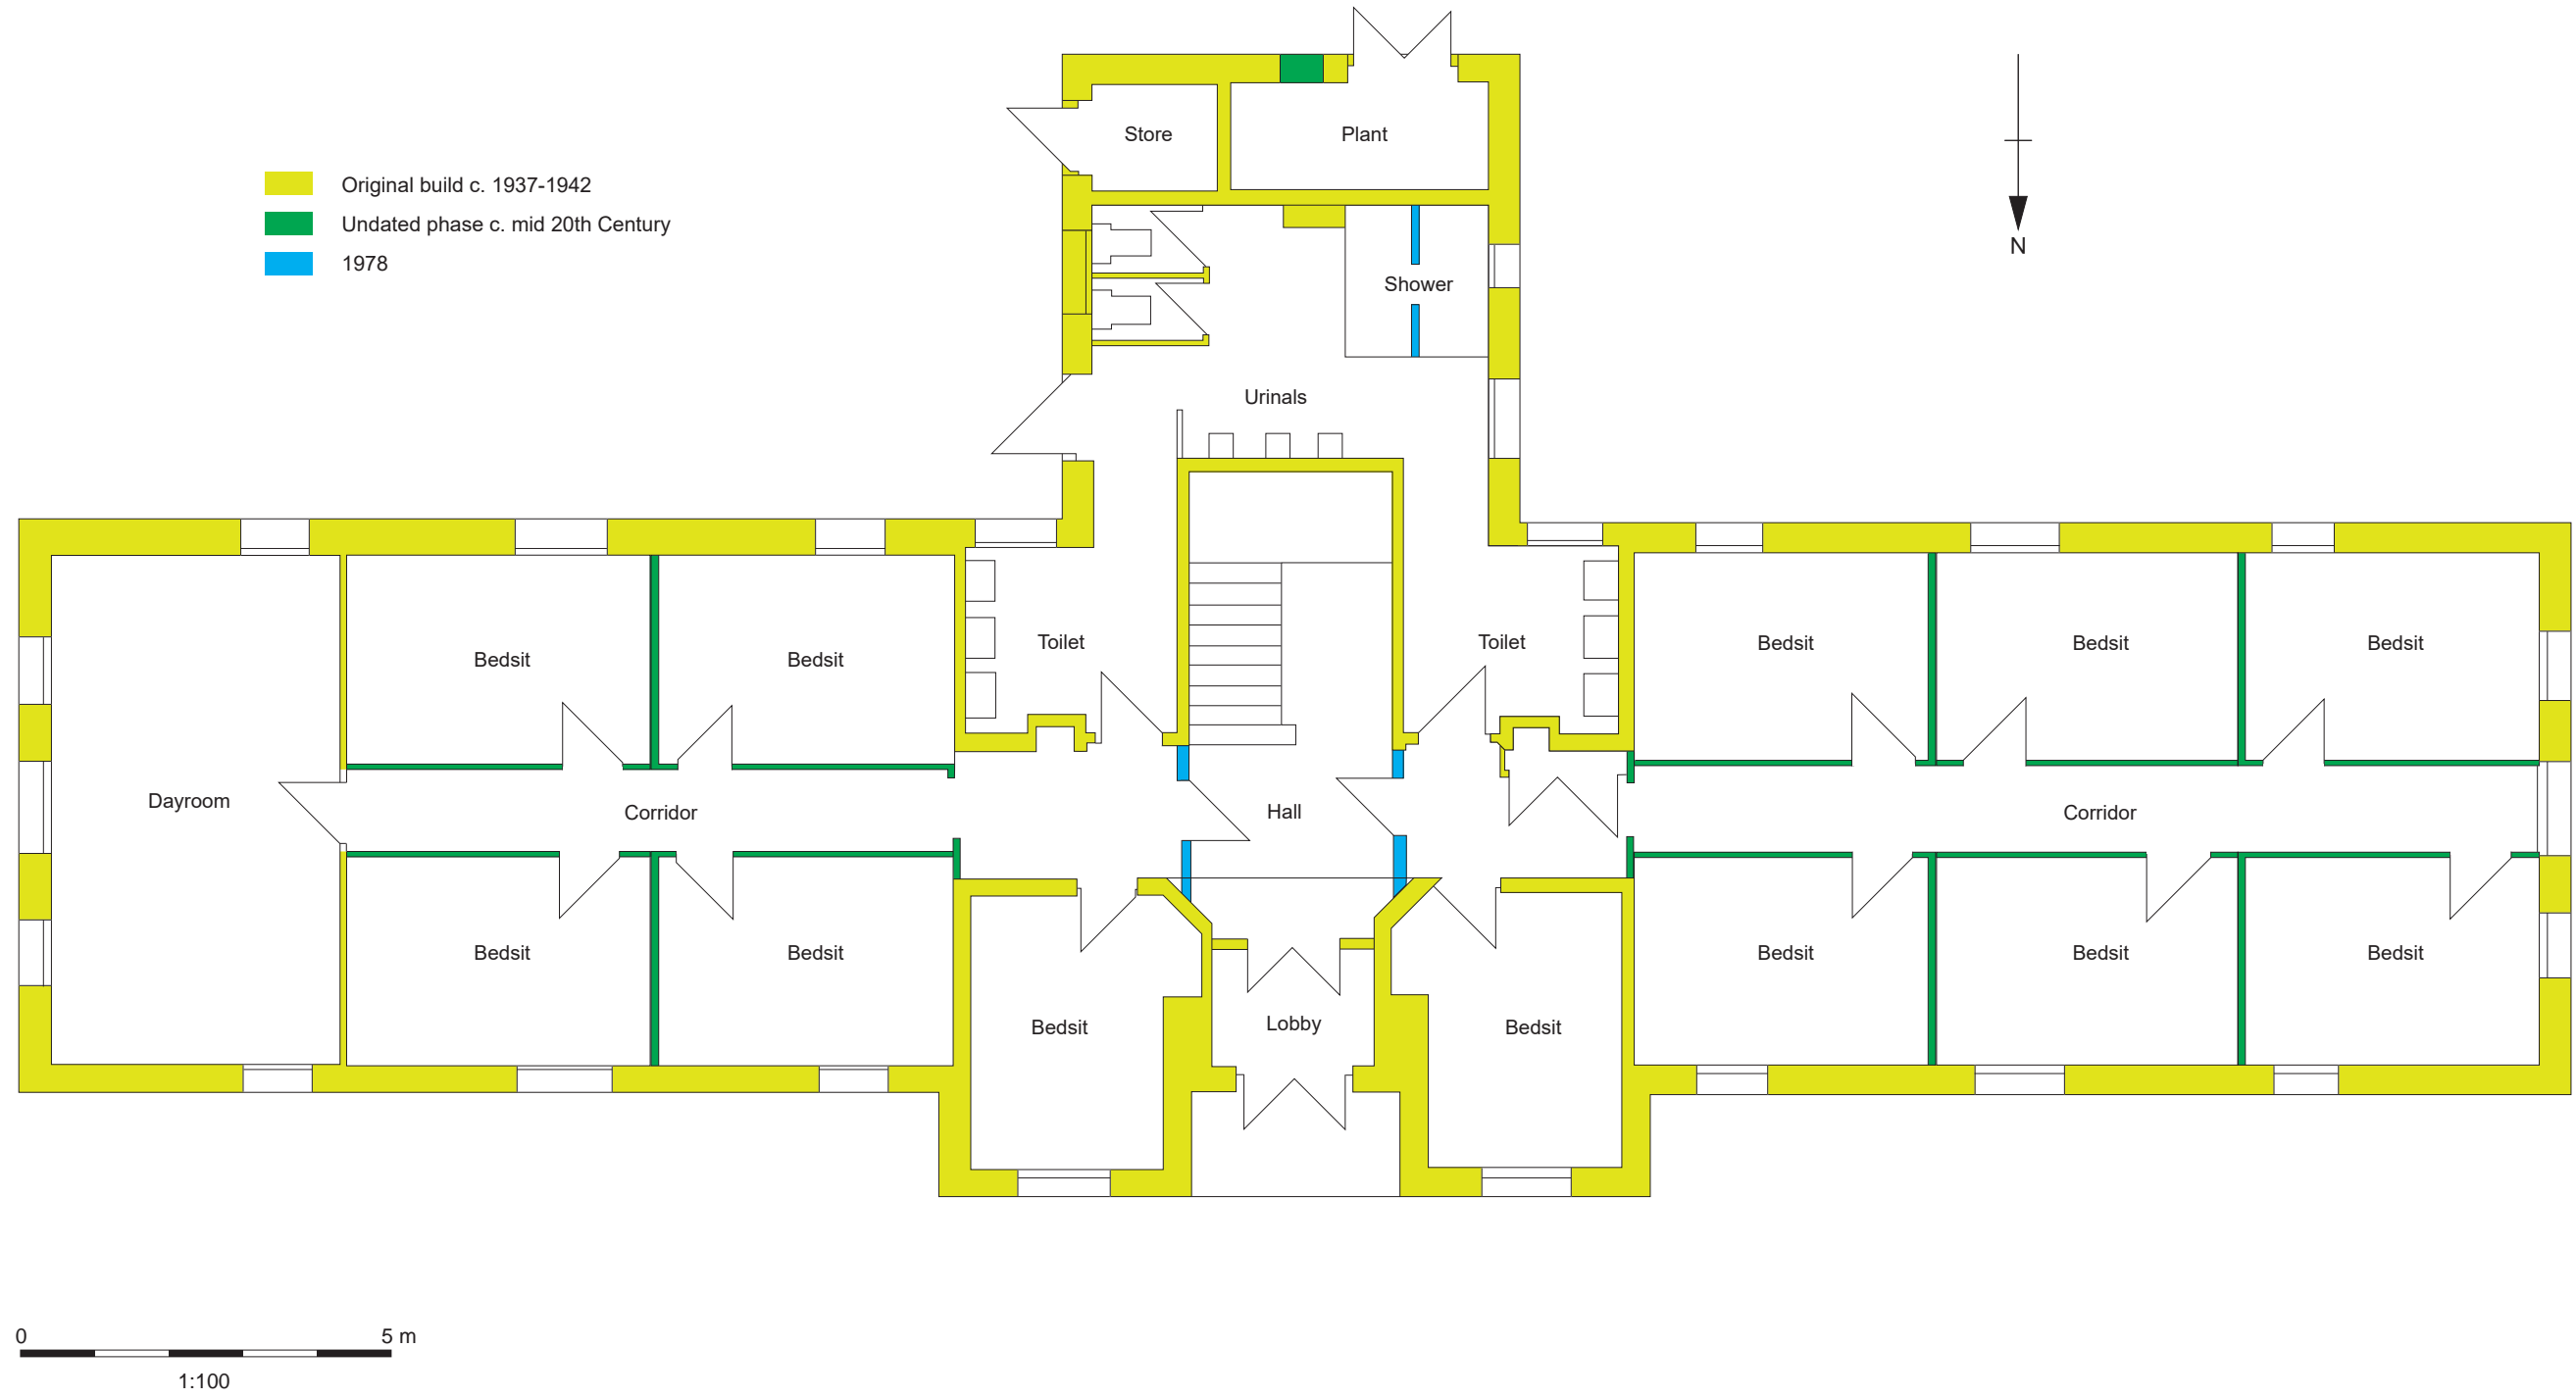 Store
Plant
Original build c. 1937-1942
Undated phase c. mid 20th Century
1978
N
Shower
Urinals
Toilet
Toilet
Bedsit
Bedsit
Bedsit
Bedsit
Bedsit
Dayroom
Corridor
Hall
Corridor
Bedsit
Bedsit
Bedsit
Bedsit
Bedsit
Bedsit
Lobby
Bedsit
0
5 m
1:100